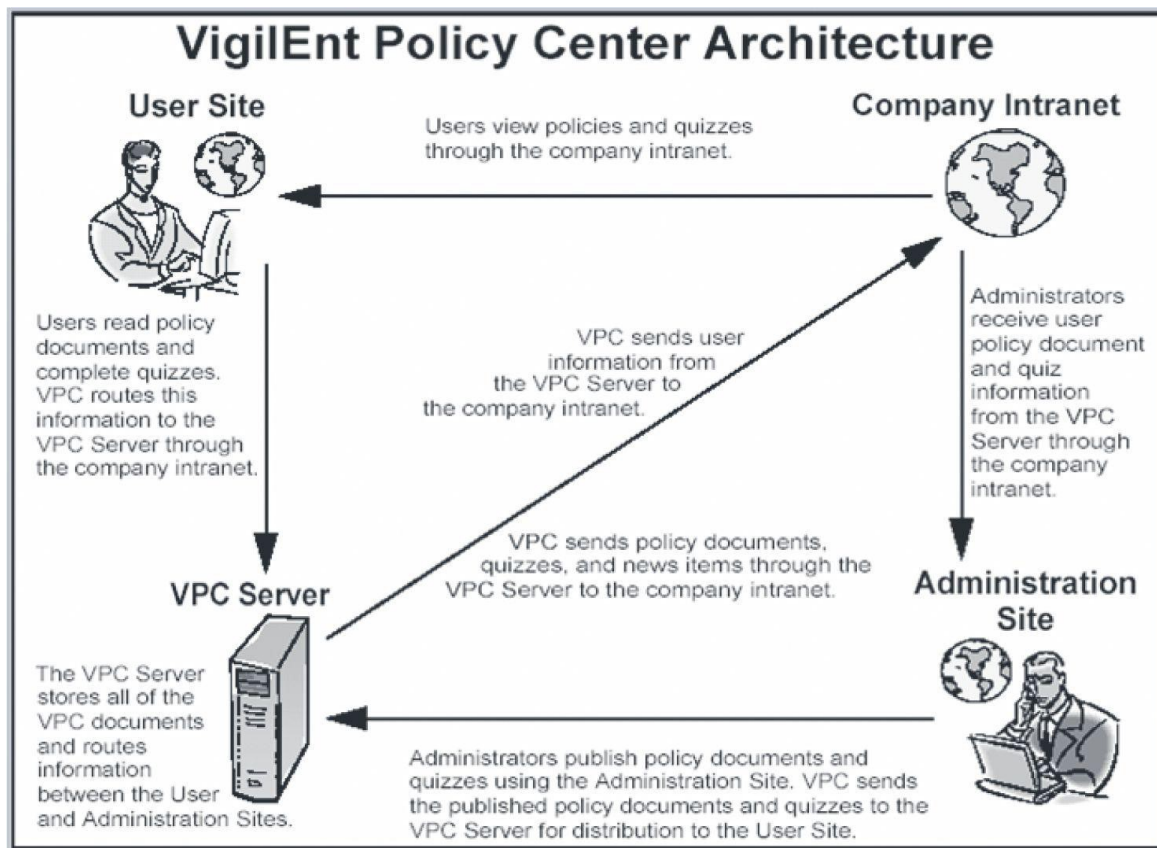 VigilEnt Policy Center Architecture
User Site
Company Intranet
Users view policies and quizzes
through the company intranet.
Users read policy
documents and
complete quizzes.
VPC routes this
information to the
VPC Server through
the company intranet.
VPC sends user
information from
the VPC Server to
the company intranet.
Administrators
receive user
policy document
and quiz
information
from the VPC
Server through
the company
intranet.
VPC sends policy documents,
quizzes, and news items through the
VPC Server to the company intranet.
VPC Server
Administration
Site
The VPC Server
stores all of the
VPC documents
and routes
information
between the User
and Administration Sites.
Administrators publish policy documents and
quizzes using the Administration Site. VPC sends
the published policy documents and quizzes to the
VPC Server for distribution to the User Site.